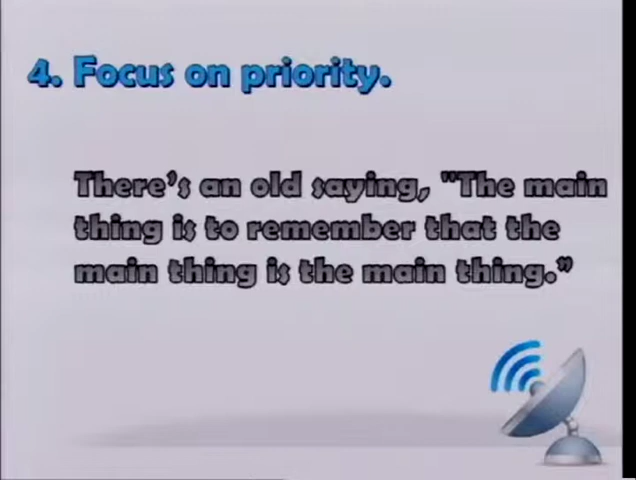 4. Focus on priority.
There's an old saying, "The main
thing is to remember that the
main thing is the main thing.”